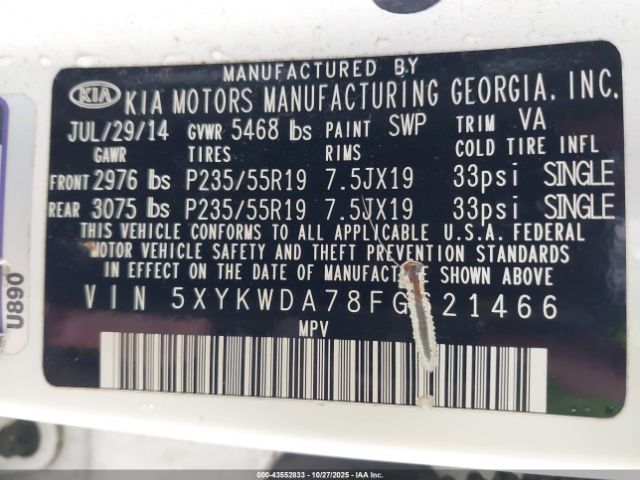 MANUFACTURED BY
KIA KIA MOTORS MANUFACTURING GEORGIA, INC.
JUL/29/14 GVWR 5468 lbs PAINT SWP TRIM VA
GAWR TIRES RIMS COLD TIRE INFL
FRONT 2976 lbs P235/55R19 7.5JX19 33psi SINGLE
REAR 3075 lbs P235/55R19 7.5JX19 33psi SINGLE
THIS VEHICLE CONFORMS TO ALL APPLICABLE U.S.A. FEDERAL
MOTOR VEHICLE SAFETY AND THEFT PREVENTION STANDARDS
IN EFFECT ON THE DATE OF MANUFACTURE SHOWN ABOVE
VIN
MPV
U890
(00)-43552833 - 10/27/2025 - IAA Inc.